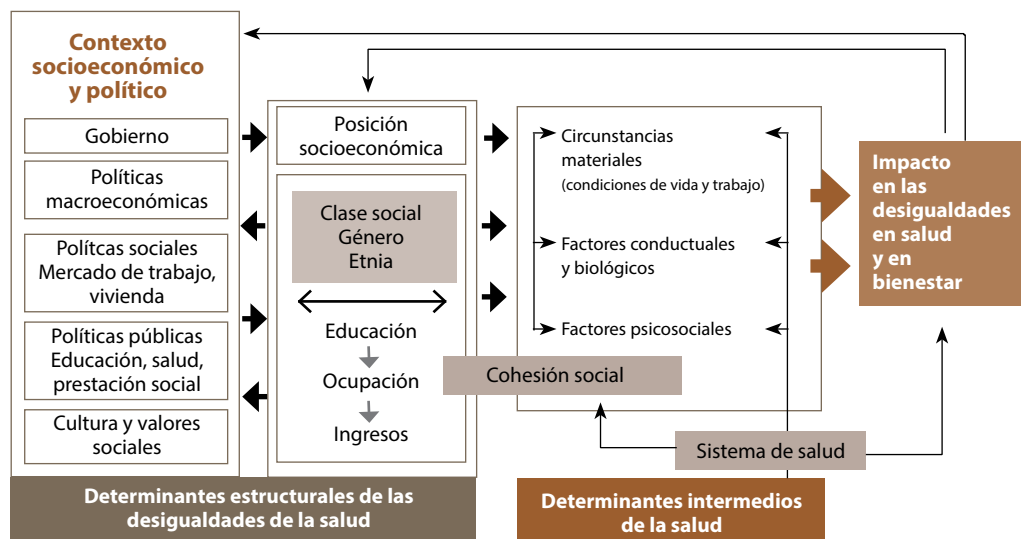 Contexto
socioeconómico
y político
Gobierno
Políticas
macroeconómicas
Polítcas sociales
Mercado de trabajo,
vivienda
Políticas públicas
Educación, salud,
prestación social
Cultura y valores
sociales
Posición
socioeconómica
Clase social
Género
Etnia
Educación
Ocupación
Ingresos
Determinantes estructurales de las
desigualdades de la salud
Circunstancias
materiales
(condiciones de vida y trabajo)
Factores conductuales
y biológicos
Factores psicosociales
Cohesión social
Sistema de salud
Determinantes intermedios
de la salud
Impacto
en las
desigualdades
en salud
y en
bienestar